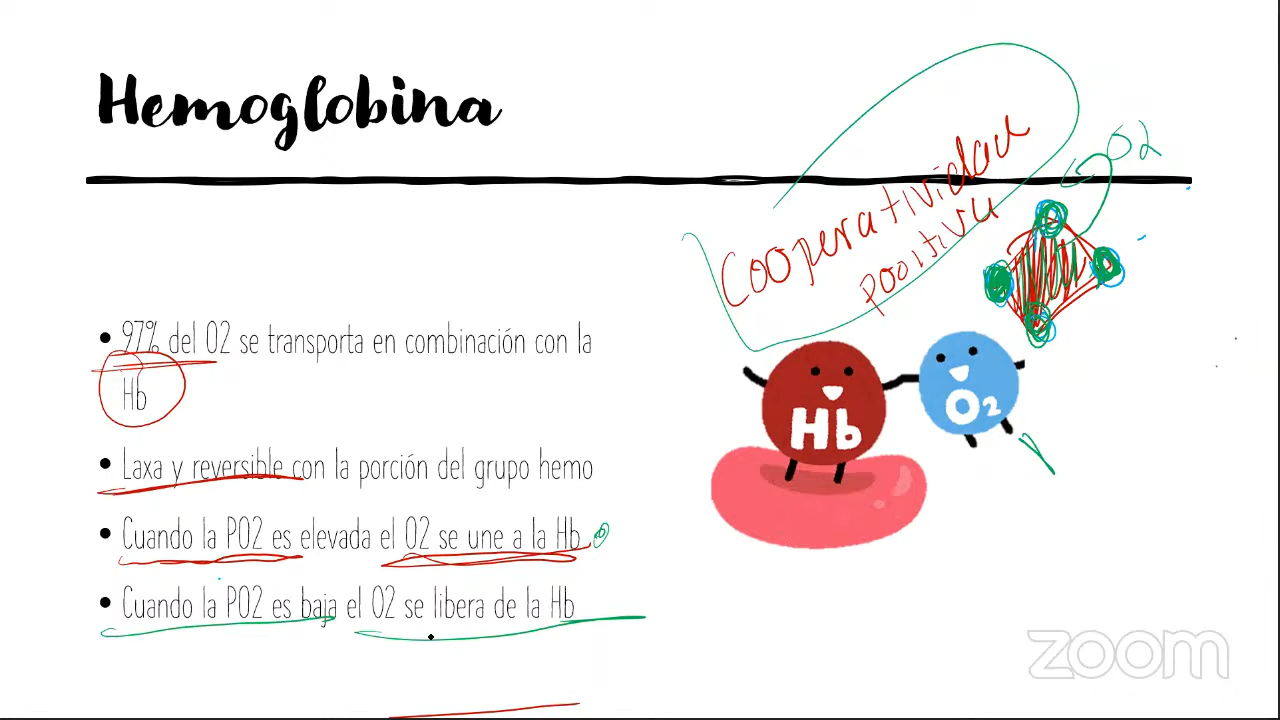 Hemoglobina
O2
Cooperatividad
positiva
• 97% del O2 se transporta en combinación con la
Hb
• Laxa y reversible con la porción del grupo hemo
• Cuando la PO2 es elevada el O2 se une a la Hb
• Cuando la PO2 es baja el O2 se libera de la Hb
Hb
O2
zoom